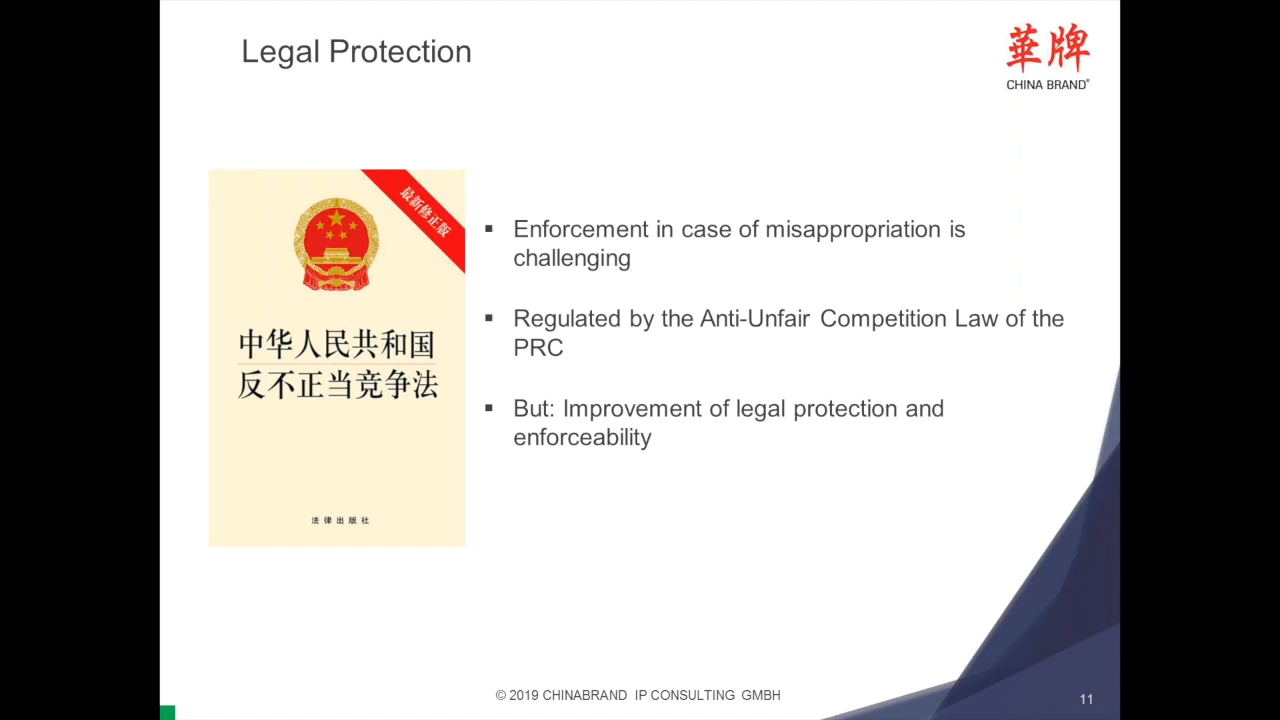 Legal Protection
華牌
CHINA BRAND®
最新修正版
中华人民共和国
反不正当竞争法
法律出版社
▪ Enforcement in case of misappropriation is
challenging
▪ Regulated by the Anti-Unfair Competition Law of the
PRC
▪ But: Improvement of legal protection and
enforceability
© 2019 CHINABRAND IP CONSULTING GMBH
11